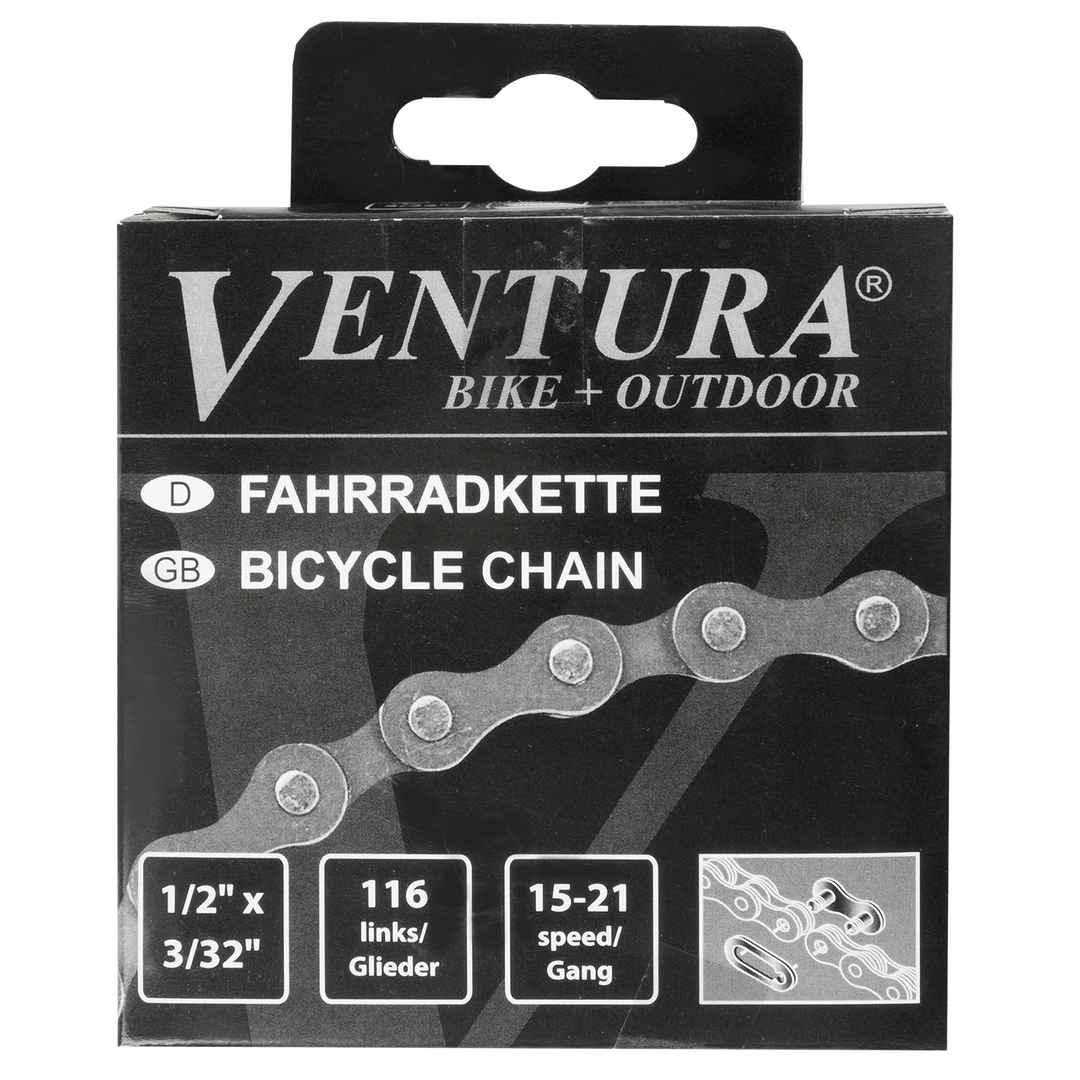 VENTURA®
BIKE + OUTDOOR
D FAHRRADKETTE
GB BICYCLE CHAIN
1/2" x
3/32"
116
links/
Glieder
15-21
speed/
Gang